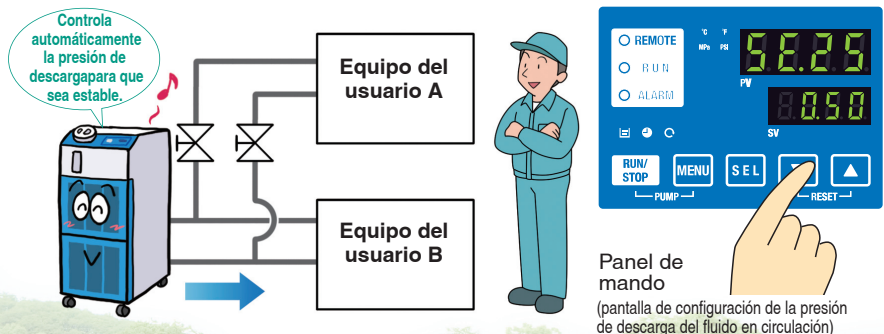 Controla
automáticamente
la presión de
descargapara que
sea estable.
Equipo del
usuario A
Equipo del
usuario B
REMOTE
RUN
ALARM
°C °F
MPa PSI
SE.25
PV
0.50
SV
RUN/
STOP
MENU
SEL
PUMP
RESET
Panel de
mando
(pantalla de configuración de la presión
de descarga del fluido en circulación)